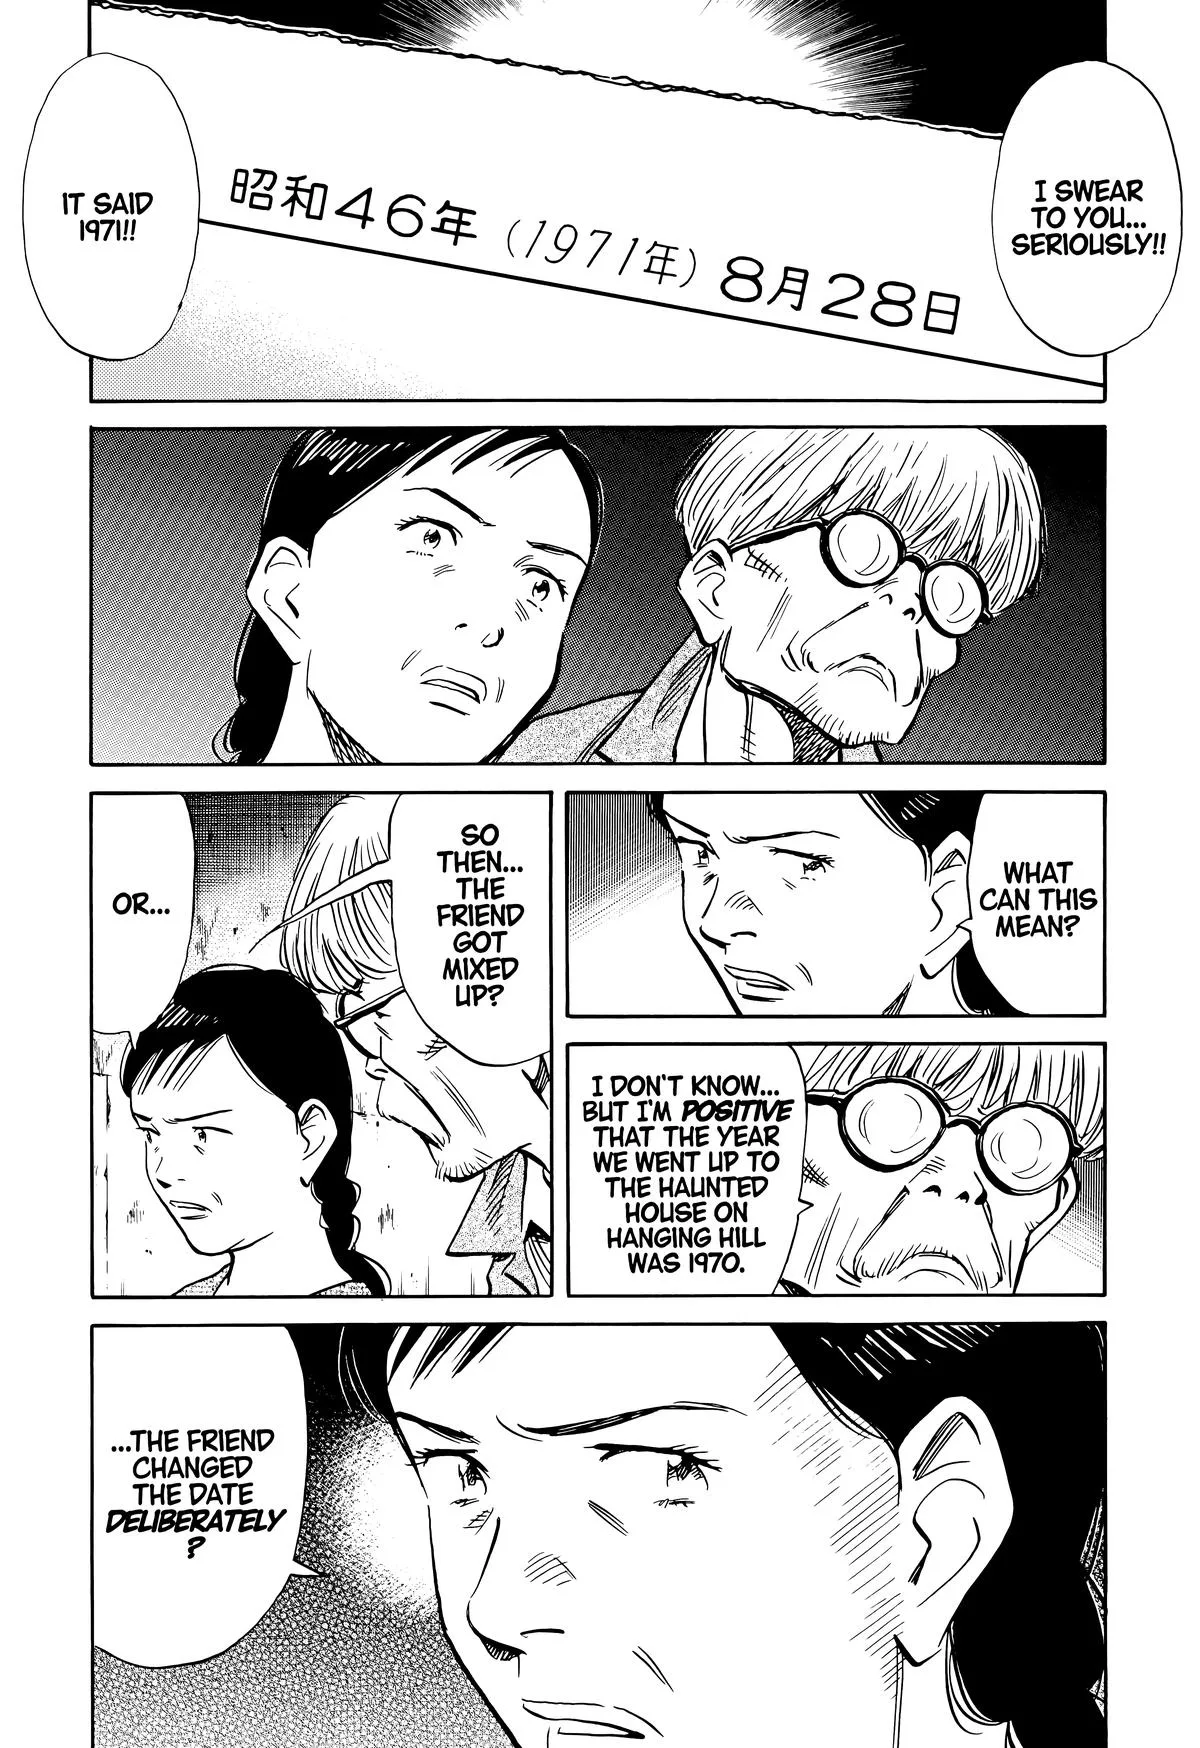 I SWEAR
TO YOU...
SERIOUSLY!!
昭和46年(1971年)8月28日
IT SAID
1971!!
WHAT
CAN THIS
MEAN?
I DON'T KNOW...
BUT I'M POSITIVE
THAT THE YEAR
WE WENT UP TO
THE HAUNTED
HOUSE ON
HANGING HILL
WAS 1970.
SO
THEN...
THE
FRIEND
GOT
MIXED
UP?
OR...
...THE FRIEND
CHANGED
THE DATE
DELIBERATELY
?